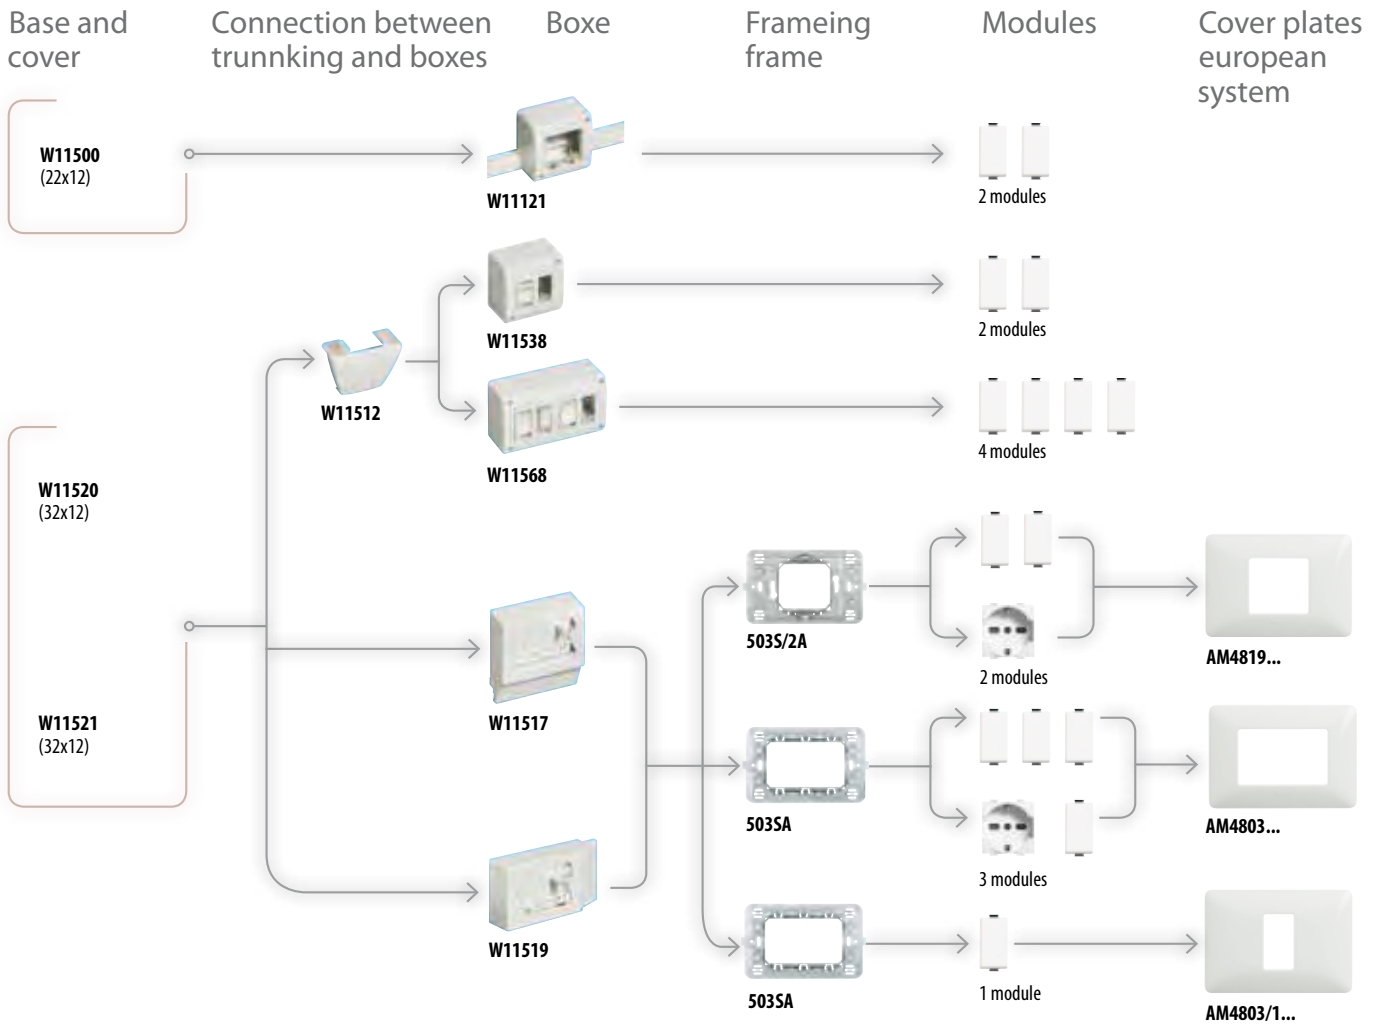 Base and
cover
Connection between
trunnking and boxes
Boxe
Frameing
frame
Modules
Cover plates
european
system
W11500
(22x12)
W11121
2 modules
W11538
2 modules
W11512
W11568
4 modules
W11520
(32x12)
W11521
(32x12)
W11517
W11519
503S/2A
2 modules
AM4819...
503SA
3 modules
AM4803...
503SA
1 module
AM4803/1...